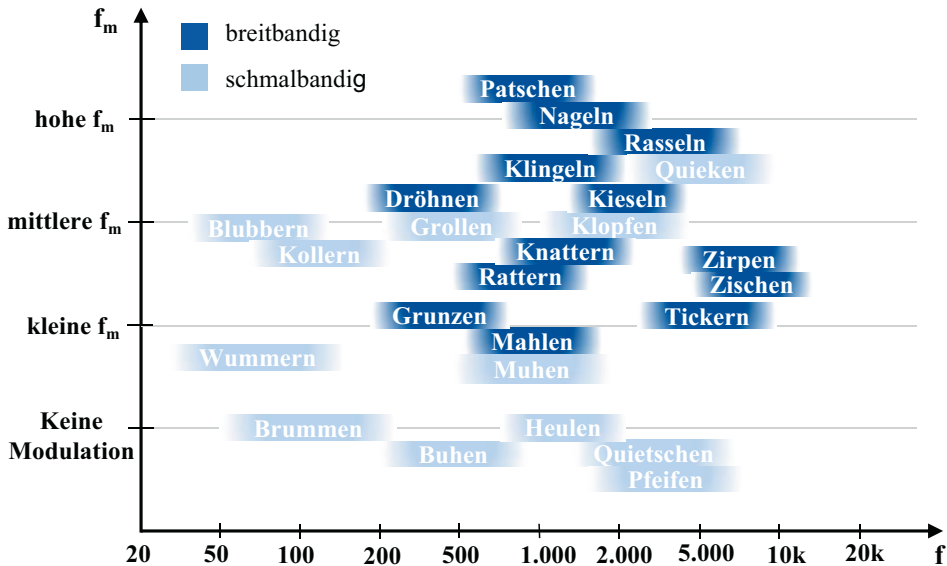 fm
breitbandig
schmalbandig
Patschen
hohe fm
Nageln
Rasseln
Klingeln
Quieken
Dröhnen
Kieseln
mittlere fm
Blubbern
Grollen
Klopfen
Kollern
Knattern
Zirpen
Rattern
Zischen
kleine fm
Grunzen
Tickern
Mahlen
Wummern
Muhen
Keine
Modulation
Brummen
Heulen
Buhen
Quietschen
Pfeifen
20 50 100 200 500 1.000 2.000 5.000 10k 20k f